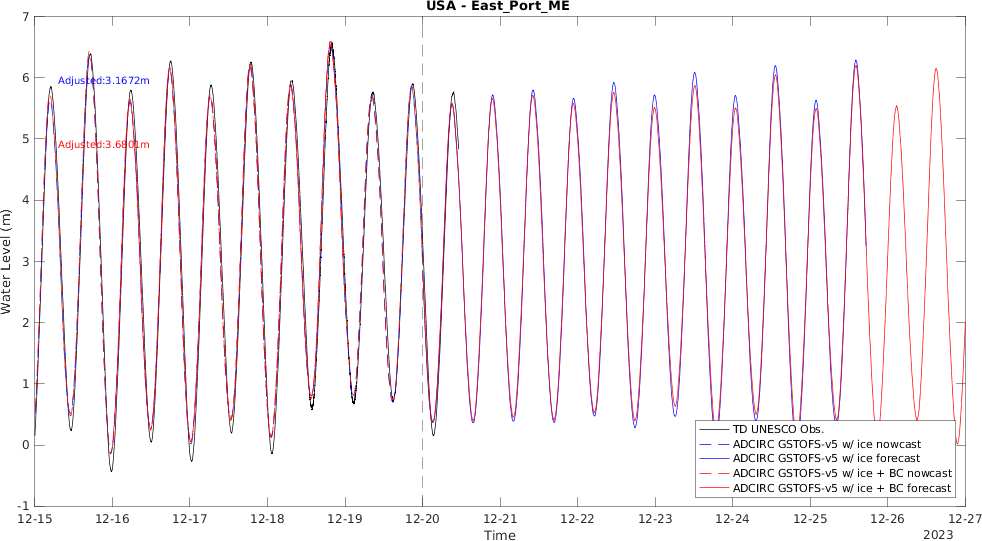 USA - East_Port_ME
7
6
5
4
3
2
1
0
-1
Water Level (m)
Adjusted:3.1672m
Adjusted:3.6801m
TD UNESCO Obs.
ADCIRC GSTOFS-v5 w/ ice nowcast
ADCIRC GSTOFS-v5 w/ ice forecast
ADCIRC GSTOFS-v5 w/ ice + BC nowcast
ADCIRC GSTOFS-v5 w/ ice + BC forecast
12-15 12-16 12-17 12-18 12-19 12-20 12-21 12-22 12-23 12-24 12-25 12-26 12-27
Time
2023